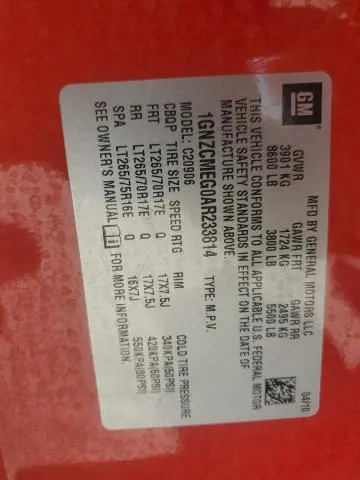 GM
MFD BY GENERAL MOTORS LLC 04/10
GVWR GAWR FRT GAWR RR
3901 KG 1724 KG 2495 KG
8600 LB 3800 LB 5500 LB
THIS VEHICLE CONFORMS TO ALL APPLICABLE U.S. FEDERAL MOTOR
VEHICLE SAFETY STANDARDS IN EFFECT ON THE DATE OF
MANUFACTURE SHOWN ABOVE.
1GNZCMEG0AR233814 TYPE: M.P.V.
MODEL: C20906
CBQP TIRE SIZE SPEED RTG RIM COLD TIRE PRESSURE
FRT LT265/70R17E Q 17X7.5J 340KPA(50PSI)
RR LT265/70R17E Q 17X7.5J 420KPA(60PSI)
SPA LT265/75R16E Q 16X7J 550KPA(80PSI)
SEE OWNER'S MANUAL FOR MORE INFORMATION.